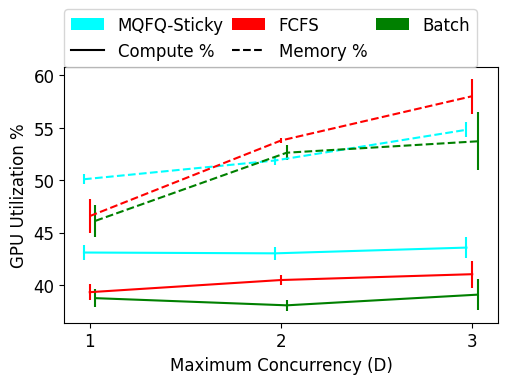 MQFQ-Sticky FCFS Batch
Compute % Memory %
60
55
50
45
40
GPU Utilization %
1 2 3
Maximum Concurrency (D)